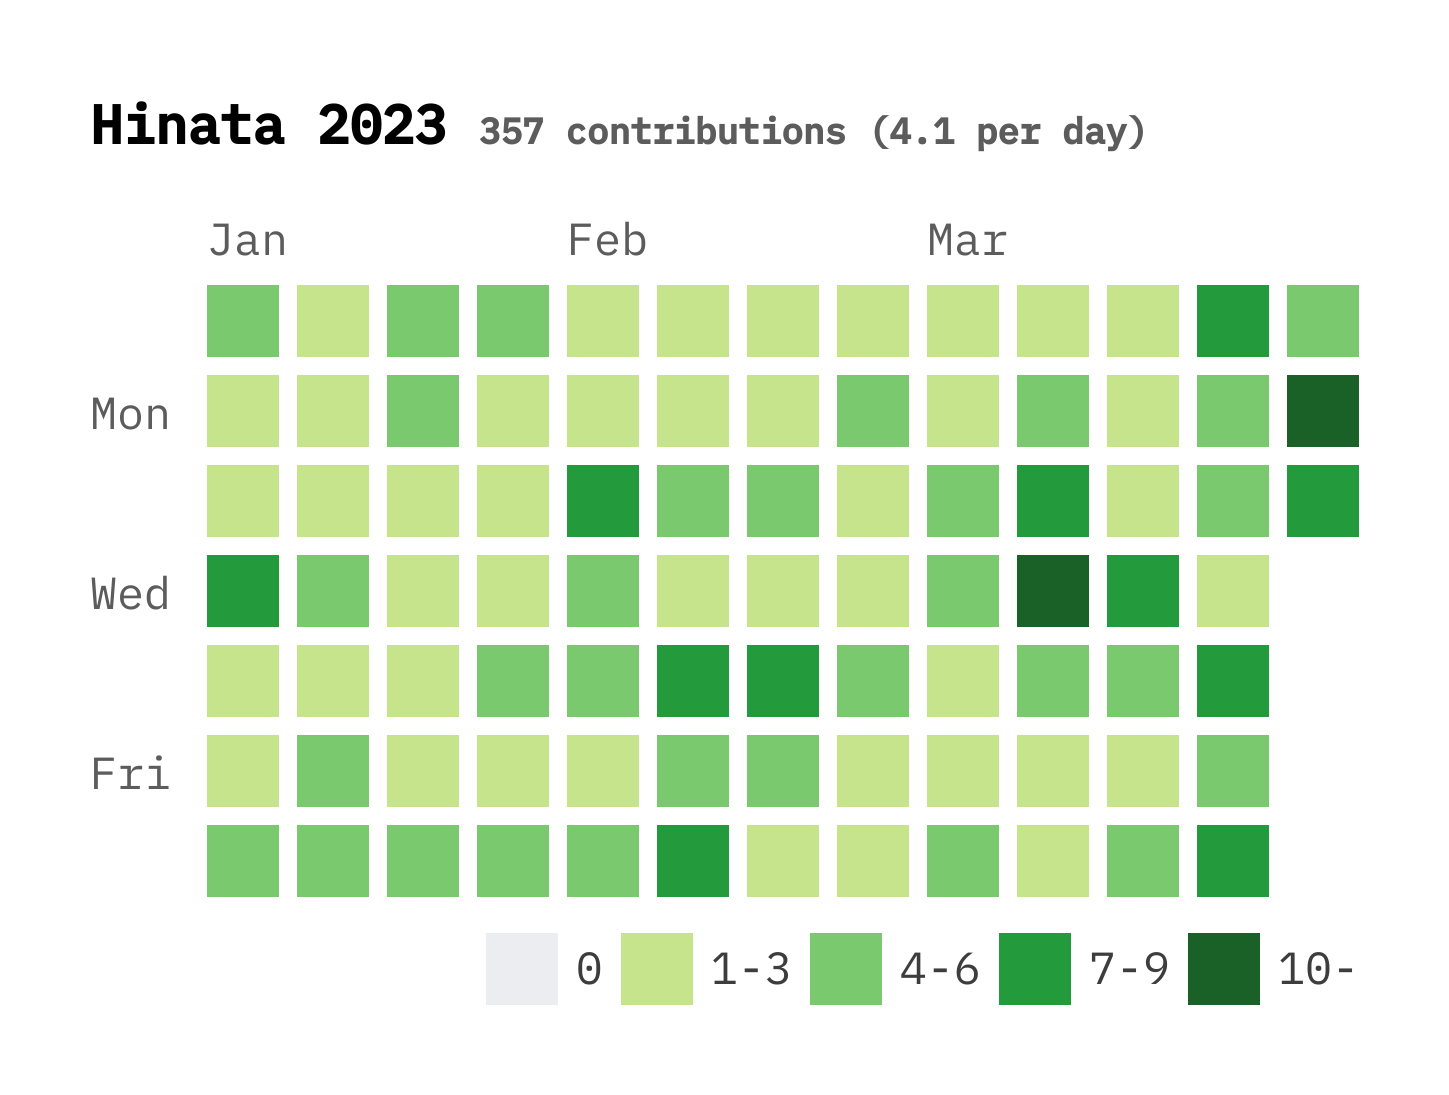 Hinata 2023 357 contributions (4.1 per day)
Jan Feb Mar
Mon
Wed
Fri
0 1-3 4-6 7-9 10-